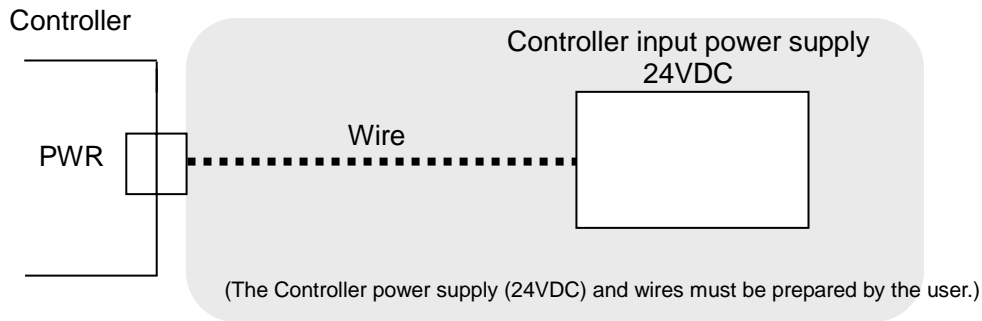 Controller
Controller input power supply
24VDC
Wire
PWR
(The Controller power supply (24VDC) and wires must be prepared by the user.)